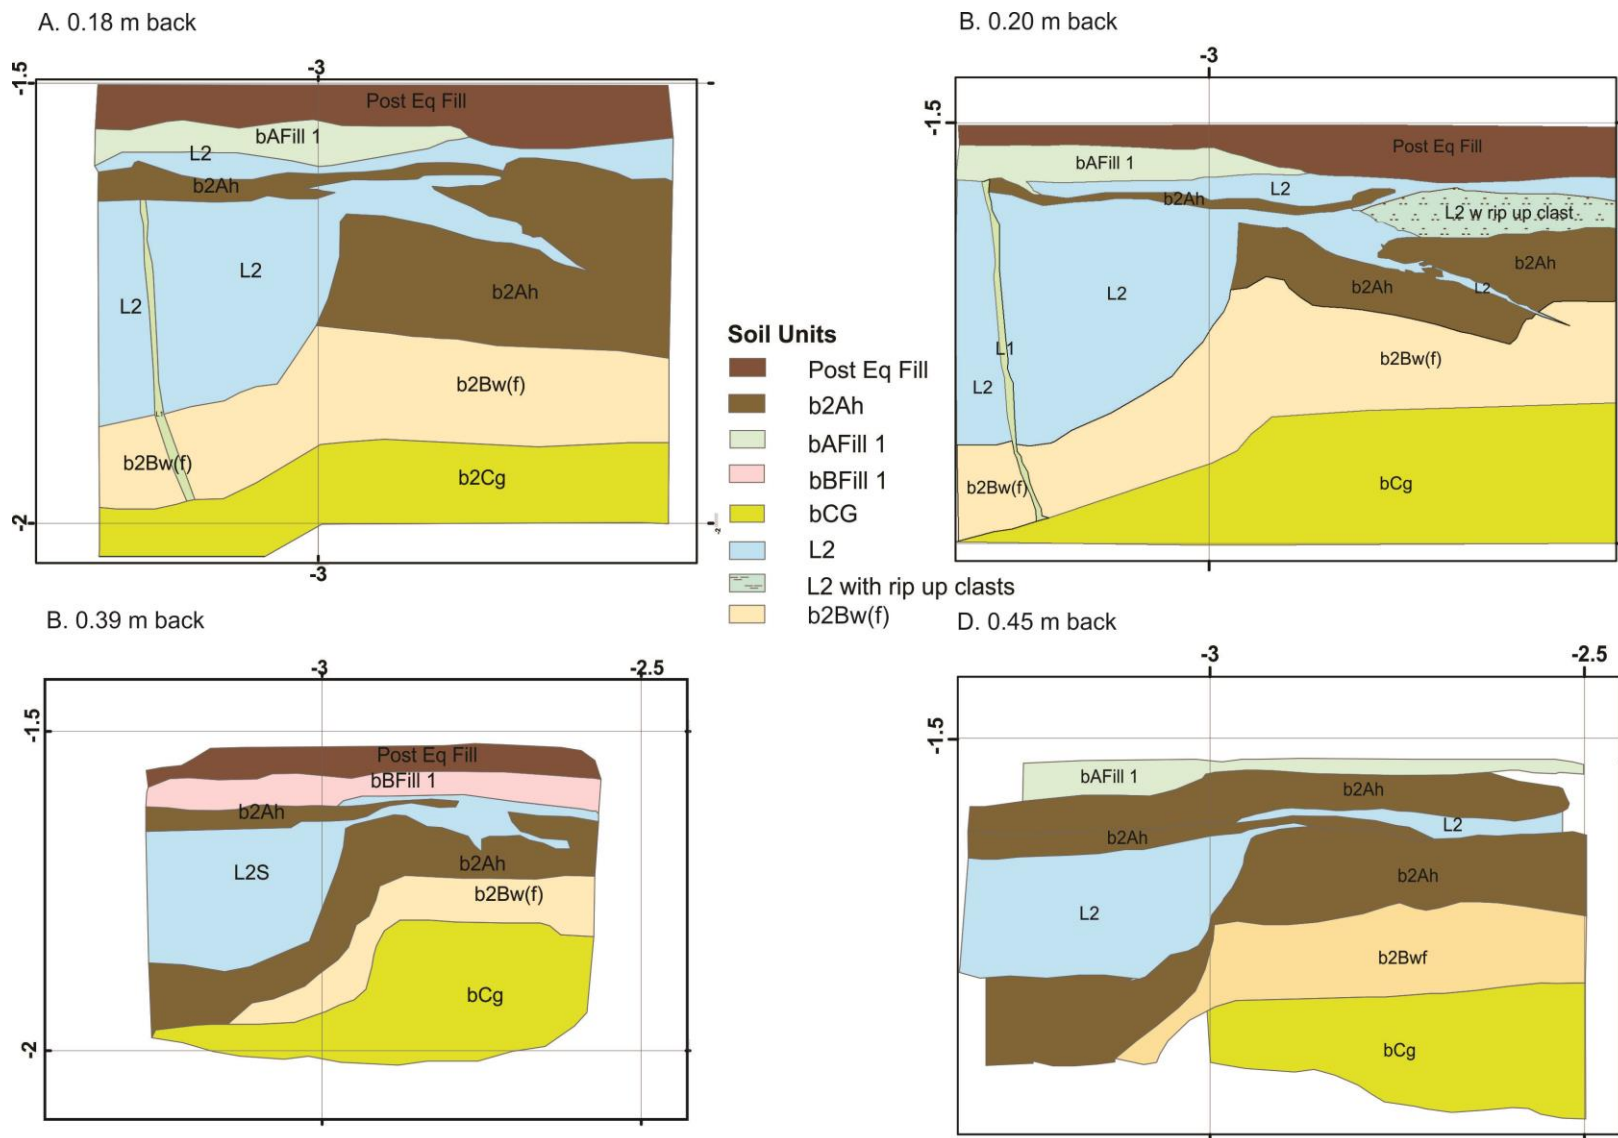 A. 0.18 m back
-3
-1.5
Post Eq Fill
bAFill 1
L2
b2Ah
L2
L2
b2Ah
b2Bw(f)
L1
b2Bw(f)
b2Cg
-2
-2
-3
B. 0.20 m back
-3
-1.5
Post Eq Fill
bAFill 1
L2
b2Ah
L2 w rip up clast
b2Ah
L2
b2Ah
L2
L1
b2Bw(f)
L2
b2Bw(f)
bCg
Soil Units
Post Eq Fill
b2Ah
bAFill 1
bBFill 1
bCG
L2
L2 with rip up clasts
b2Bw(f)
B. 0.39 m back
-3
-2.5
-1.5
Post Eq Fill
bBFill 1
b2Ah
L2S
b2Ah
b2Bw(f)
bCg
-2
D. 0.45 m back
-3
-2.5
-1.5
bAFill 1
b2Ah
L2
b2Ah
b2Ah
L2
b2Bwf
bCg